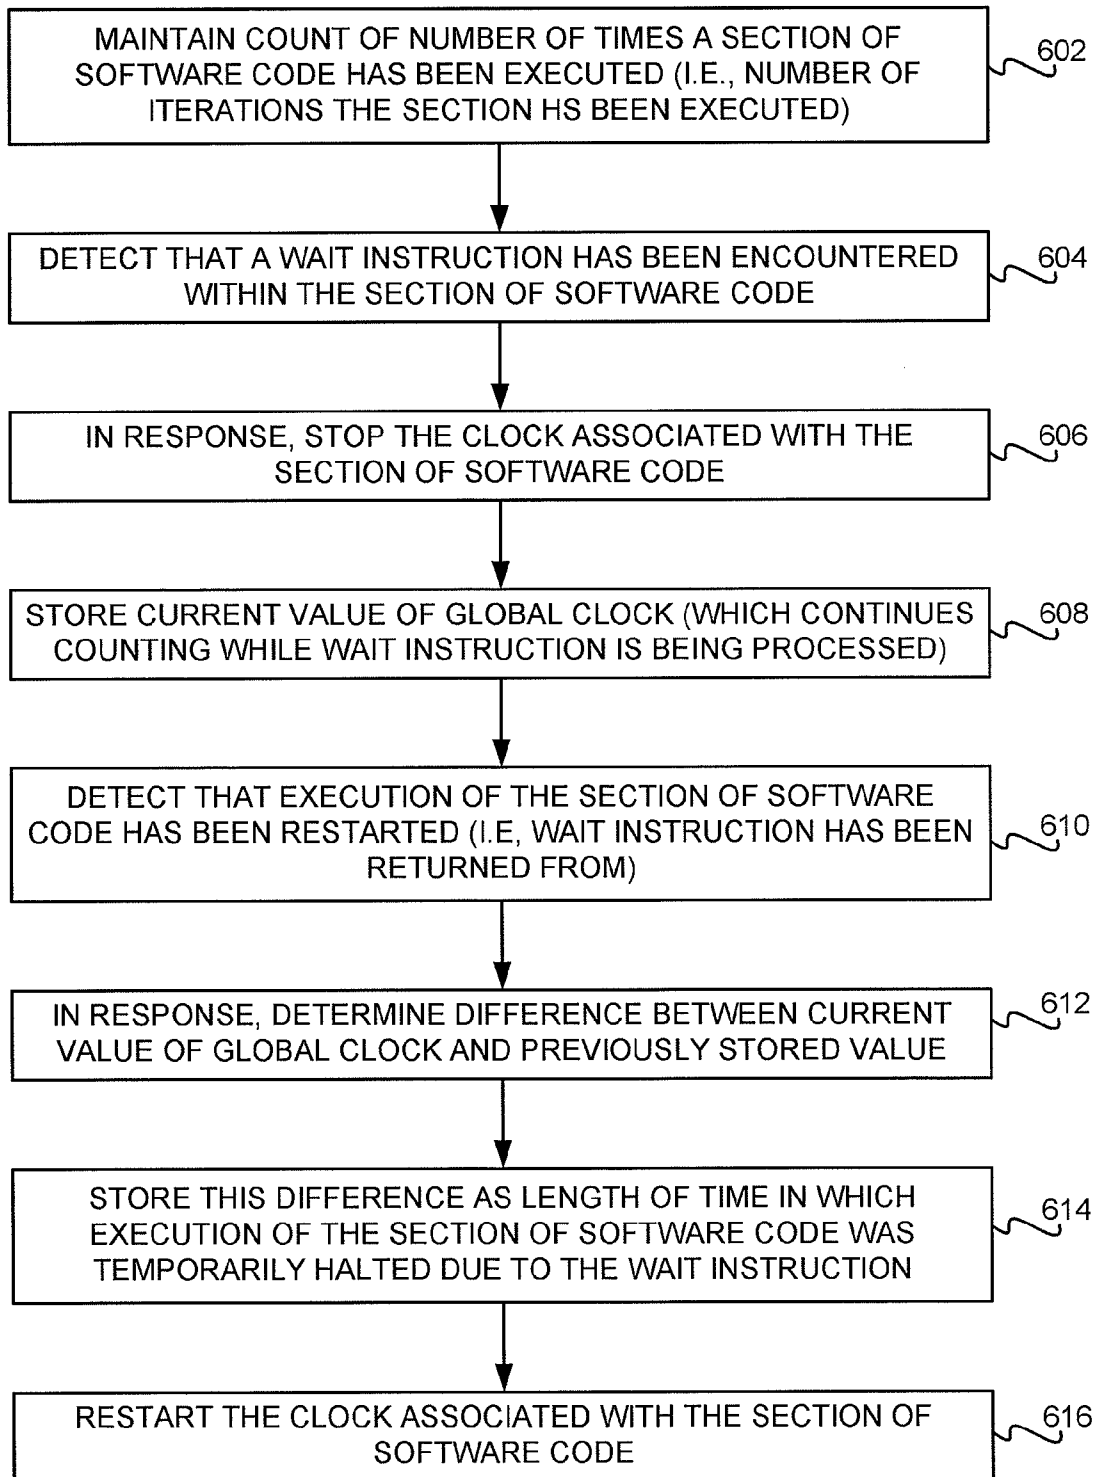 MAINTAIN COUNT OF NUMBER OF TIMES A SECTION OF
SOFTWARE CODE HAS BEEN EXECUTED (I.E., NUMBER OF
ITERATIONS THE SECTION HS BEEN EXECUTED)
602
DETECT THAT A WAIT INSTRUCTION HAS BEEN ENCOUNTERED
WITHIN THE SECTION OF SOFTWARE CODE
604
IN RESPONSE, STOP THE CLOCK ASSOCIATED WITH THE
SECTION OF SOFTWARE CODE
606
STORE CURRENT VALUE OF GLOBAL CLOCK (WHICH CONTINUES
COUNTING WHILE WAIT INSTRUCTION IS BEING PROCESSED)
608
DETECT THAT EXECUTION OF THE SECTION OF SOFTWARE
CODE HAS BEEN RESTARTED (I.E, WAIT INSTRUCTION HAS BEEN
RETURNED FROM)
610
IN RESPONSE, DETERMINE DIFFERENCE BETWEEN CURRENT
VALUE OF GLOBAL CLOCK AND PREVIOUSLY STORED VALUE
612
STORE THIS DIFFERENCE AS LENGTH OF TIME IN WHICH
EXECUTION OF THE SECTION OF SOFTWARE CODE WAS
TEMPORARILY HALTED DUE TO THE WAIT INSTRUCTION
614
RESTART THE CLOCK ASSOCIATED WITH THE SECTION OF
SOFTWARE CODE
616